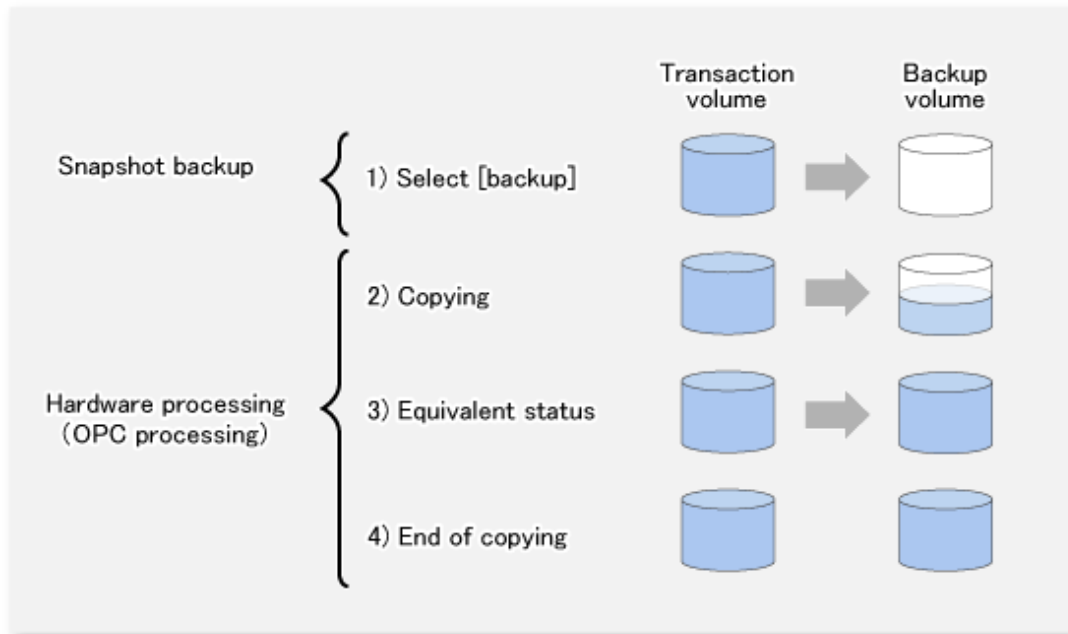 Transaction
volume
Backup
volume
Snapshot backup
1) Select [backup]
2) Copying
Hardware processing
(OPC processing)
3) Equivalent status
4) End of copying